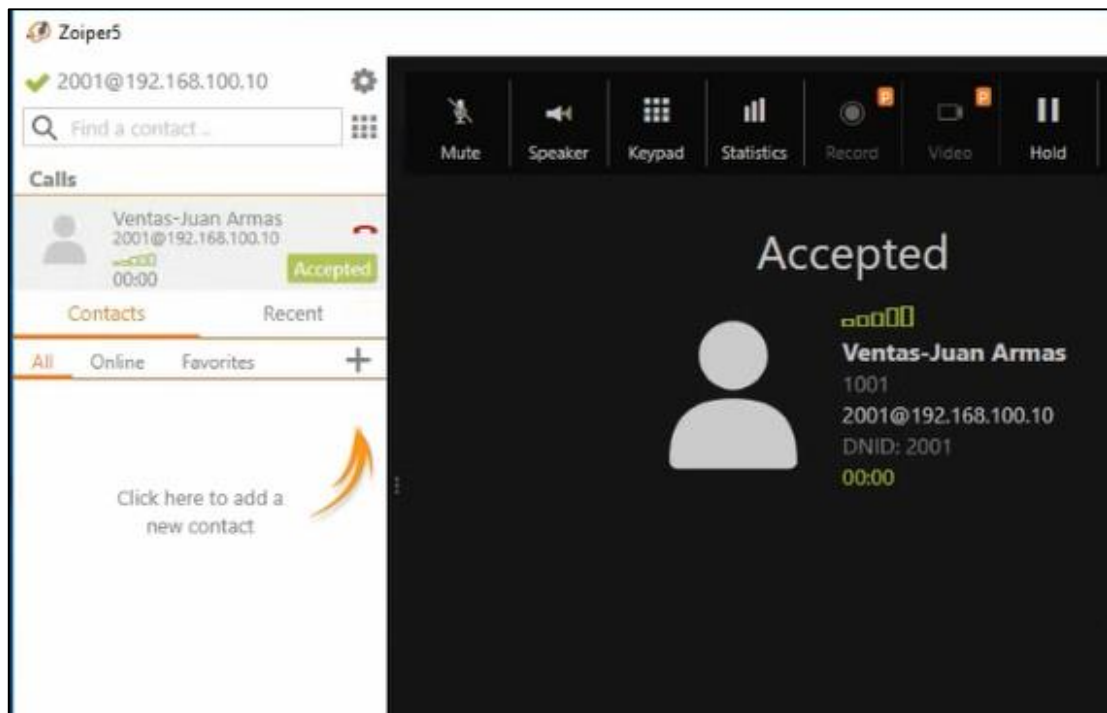 Zoiper5
2001@192.168.100.10
Find a contact ..
Calls
Ventas-Juan Armas
2001@192.168.100.10
00:00
Accepted
Contacts Recent
All Online Favorites
Click here to add a
new contact
Mute Speaker Keypad Statistics Record Video Hold
P P
Accepted
Ventas-Juan Armas
1001
2001@192.168.100.10
DNID: 2001
00:00